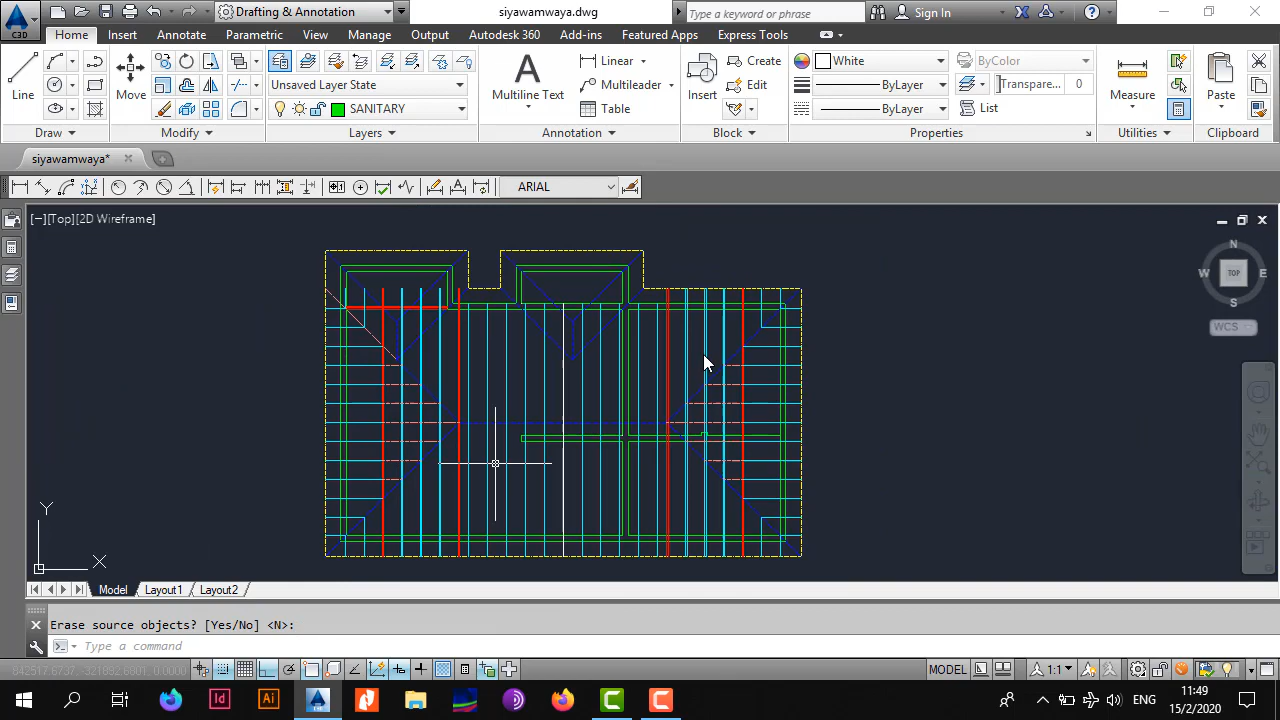 Drafting & Annotation
siyawamwaya.dwg
Type a keyword or phrase
Sign In
C3D
Home Insert Annotate Parametric View Manage Output Autodesk 360 Add-ins Featured Apps Express Tools
Line
Move
Unsaved Layer State
SANITARY
Multiline Text
Linear
Multileader
Table
Insert
Create
Edit
White
ByLayer
ByLayer
ByColor
Transpare... 0
List
Measure
Paste
Draw Modify Layers Annotation Block Properties Utilities Clipboard
siyawamwaya*
ARIAL
[−][Top][2D Wireframe]
N
W TOP E
S
WCS
Y
X
Model Layout1 Layout2
Erase source objects? [Yes/No] <N>:
Type a command
MODEL
1:1
ENG
11:49
15/2/2020